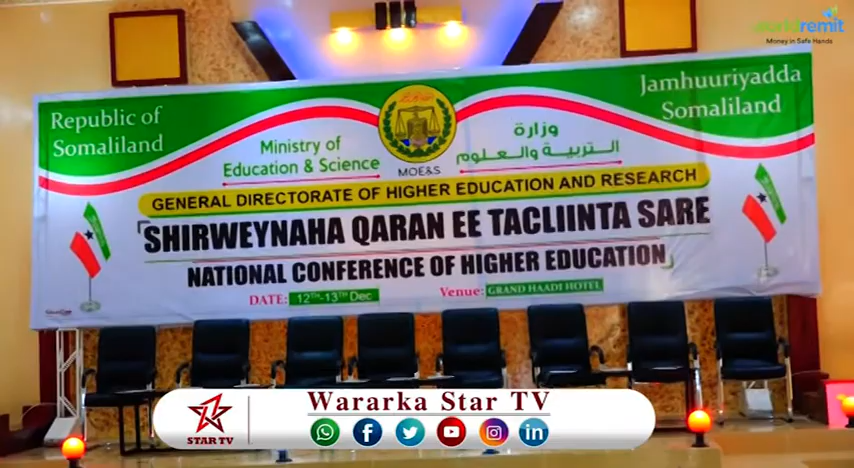 worldremit
Money in Safe Hands
Republic of
Somaliland
Jamhuuriyadda
Somaliland
Ministry of
Education & Science
MOE&S
وزارة
التربية والعلوم
GENERAL DIRECTORATE OF HIGHER EDUCATION AND RESEARCH
SHIRWEYNAHA QARAN EE TACLIINTA SARE
NATIONAL CONFERENCE OF HIGHER EDUCATION
DATE: 12TH-13TH Dec
Venue: GRAND HAADI HOTEL
STAR TV
Wararka Star TV